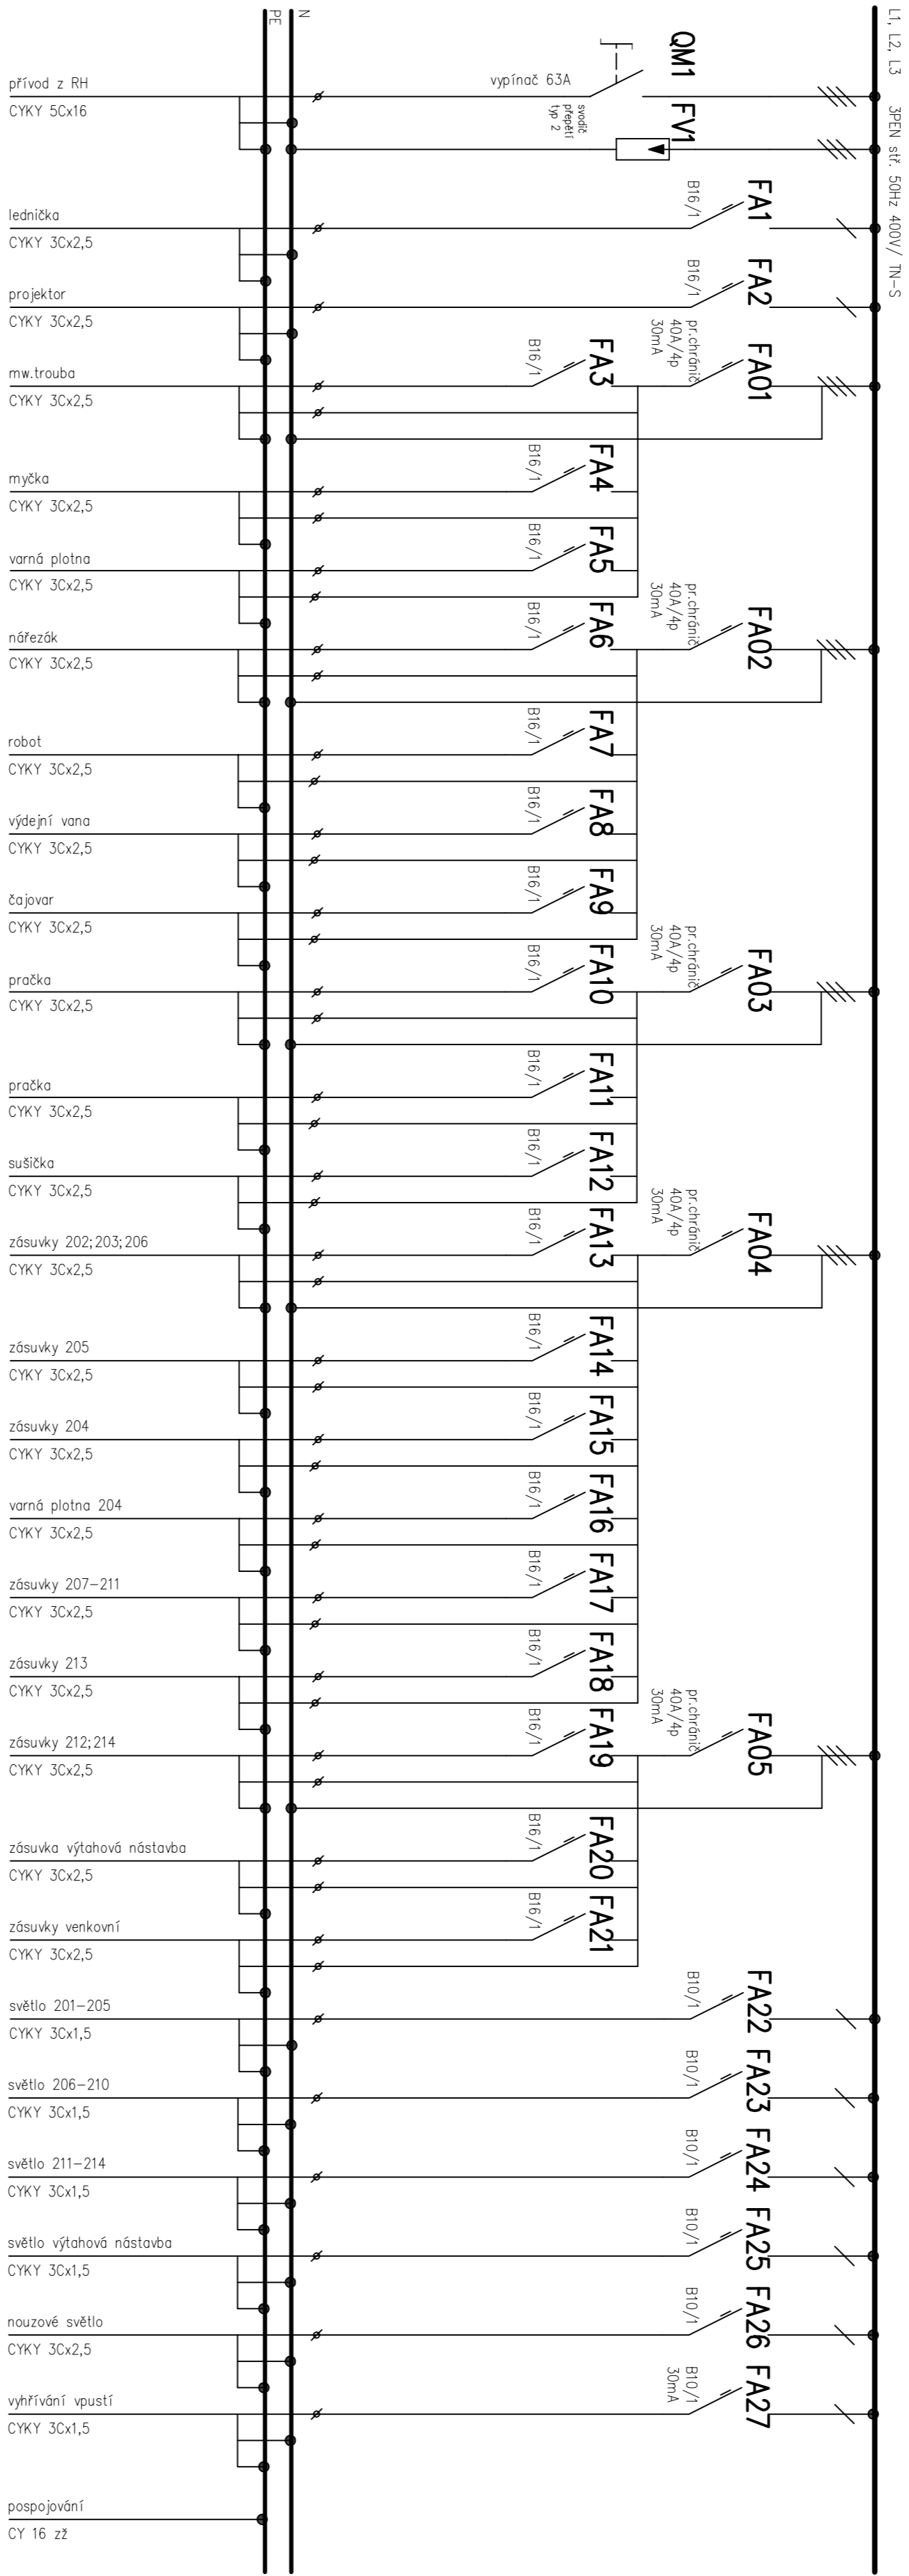 L1, L2, L3 3PEN stř. 50Hz 400V/ TN-S
N
PE
přívod z RH
CYKY 5Cx16
vypínač 63A
QM1
svodič
přepětí
typ 2
FV1
lednička
CYKY 3Cx2,5
B16/1
FA1
projektor
CYKY 3Cx2,5
B16/1
FA2
mw.trouba
CYKY 3Cx2,5
B16/1
FA3
pr.chránič
40A/4p
30mA
FA01
myčka
CYKY 3Cx2,5
B16/1
FA4
varná plotna
CYKY 3Cx2,5
B16/1
FA5
nářezák
CYKY 3Cx2,5
B16/1
FA6
pr.chránič
40A/4p
30mA
FA02
robot
CYKY 3Cx2,5
B16/1
FA7
výdejní vana
CYKY 3Cx2,5
B16/1
FA8
čajovar
CYKY 3Cx2,5
B16/1
FA9
pračka
CYKY 3Cx2,5
B16/1
FA10
pr.chránič
40A/4p
30mA
FA03
pračka
CYKY 3Cx2,5
B16/1
FA11
sušička
CYKY 3Cx2,5
B16/1
FA12
zásuvky 202;203;206
CYKY 3Cx2,5
B16/1
FA13
pr.chránič
40A/4p
30mA
FA04
zásuvky 205
CYKY 3Cx2,5
B16/1
FA14
zásuvky 204
CYKY 3Cx2,5
B16/1
FA15
varná plotna 204
CYKY 3Cx2,5
B16/1
FA16
zásuvky 207-211
CYKY 3Cx2,5
B16/1
FA17
zásuvky 213
CYKY 3Cx2,5
B16/1
FA18
zásuvky 212;214
CYKY 3Cx2,5
B16/1
FA19
pr.chránič
40A/4p
30mA
FA05
zásuvka výtahová nástavba
CYKY 3Cx2,5
B16/1
FA20
zásuvky venkovní
CYKY 3Cx2,5
B16/1
FA21
světlo 201-205
CYKY 3Cx1,5
B10/1
FA22
světlo 206-210
CYKY 3Cx1,5
B10/1
FA23
světlo 211-214
CYKY 3Cx1,5
B10/1
FA24
světlo výtahová nástavba
CYKY 3Cx1,5
B10/1
FA25
nouzové světlo
CYKY 3Cx2,5
B10/1
FA26
vyhřívání vpustí
CYKY 3Cx1,5
B10/1
30mA
FA27
pospojování
CY 16 zž